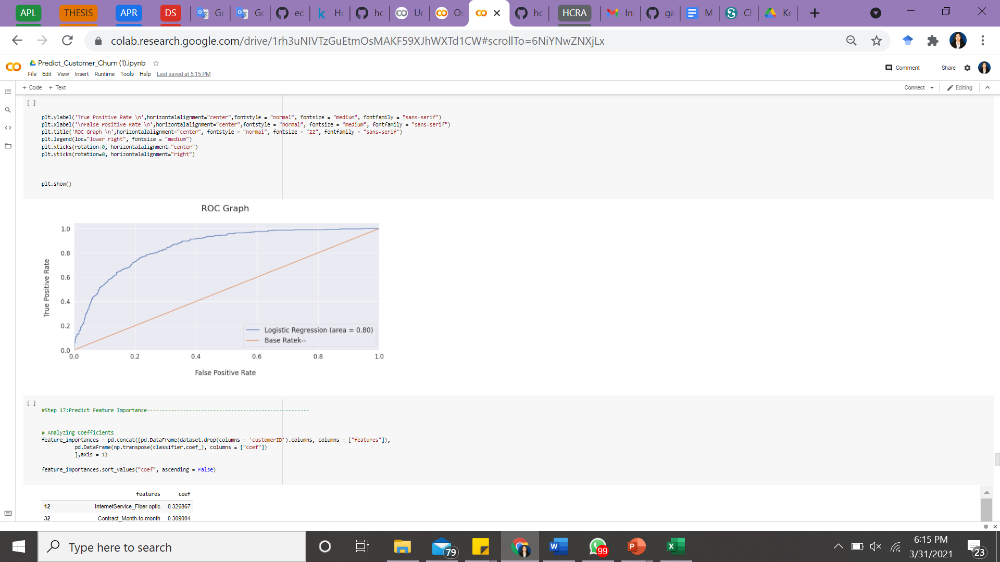 APL THESIS APR DS Gc Gc ec Hc hc Ur Or hc HCRA In ga M Cl Ke
colab.research.google.com/drive/1rh3uNIVTzGuEtmOsMAKF59XJhWXTd1CW#scrollTo=6NiYNwZNXjLx
Predict_Customer_Churn (1).ipynb
File Edit View Insert Runtime Tools Help Last saved at 5:15 PM
Comment Share
+ Code + Text
Connect Editing
[ ]
plt.ylabel('True Positive Rate \n',horizontalalignment="center",fontstyle = "normal", fontsize = "medium", fontfamily = "sans-serif")
plt.xlabel('\nFalse Positive Rate \n',horizontalalignment="center",fontstyle = "normal", fontsize = "medium", fontfamily = "sans-serif")
plt.title('ROC Graph \n',horizontalalignment="center", fontstyle = "normal", fontsize = "22", fontfamily = "sans-serif")
plt.legend(loc="lower right", fontsize = "medium")
plt.xticks(rotation=0, horizontalalignment="center")
plt.yticks(rotation=0, horizontalalignment="right")
plt.show()
ROC Graph
1.0
0.8
0.6
0.4
0.2
0.0
True Positive Rate
Logistic Regression (area = 0.80)
Base Ratek--
0.0 0.2 0.4 0.6 0.8 1.0
False Positive Rate
[ ]
#Step 17:Predict Feature Importance------------------------------------------------------
# Analyzing Coefficients
feature_importances = pd.concat([pd.DataFrame(dataset.drop(columns = 'customerID').columns, columns = ["features"]),
pd.DataFrame(np.transpose(classifier.coef_), columns = ["coef"])
],axis = 1)
feature_importances.sort_values("coef", ascending = False)
features coef
12 InternetService_Fiber optic 0.326867
32 Contract_Month-to-month 0.309004
Type here to search
79
99
6:15 PM
3/31/2021
23